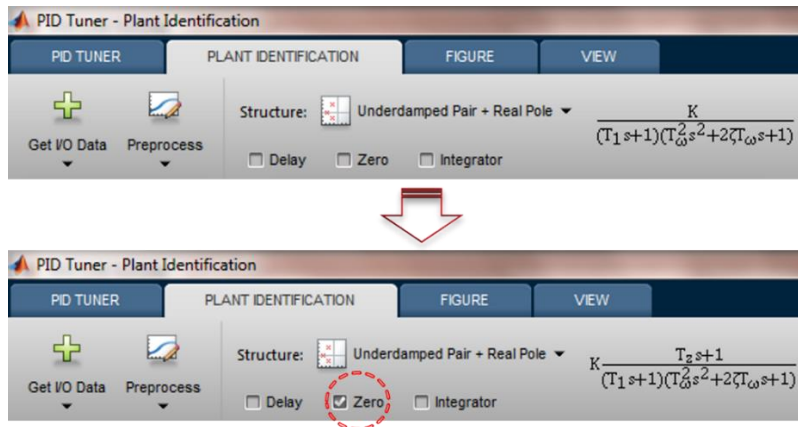 PID Tuner - Plant Identification
PID TUNER PLANT IDENTIFICATION FIGURE VIEW
Structure: Underdamped Pair + Real Pole
K
(T₁s+1)(T²ωs²+2ζTωs+1)
Get I/O Data Preprocess
Delay Zero Integrator
PID Tuner - Plant Identification
PID TUNER PLANT IDENTIFICATION FIGURE VIEW
Structure: Underdamped Pair + Real Pole
K T_z s+1
(T₁s+1)(T²ωs²+2ζTωs+1)
Get I/O Data Preprocess
Delay Zero Integrator